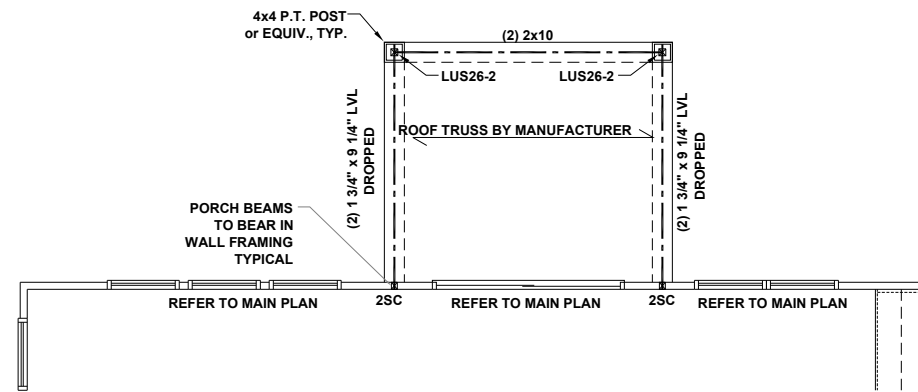 4x4 P.T. POST
or EQUIV., TYP.
(2) 2x10
LUS26-2
LUS26-2
(2) 1 3/4" x 9 1/4" LVL
DROPPED
ROOF TRUSS BY MANUFACTURER
(2) 1 3/4" x 9 1/4" LVL
DROPPED
PORCH BEAMS
TO BEAR IN
WALL FRAMING
TYPICAL
REFER TO MAIN PLAN
2SC
REFER TO MAIN PLAN
2SC
REFER TO MAIN PLAN